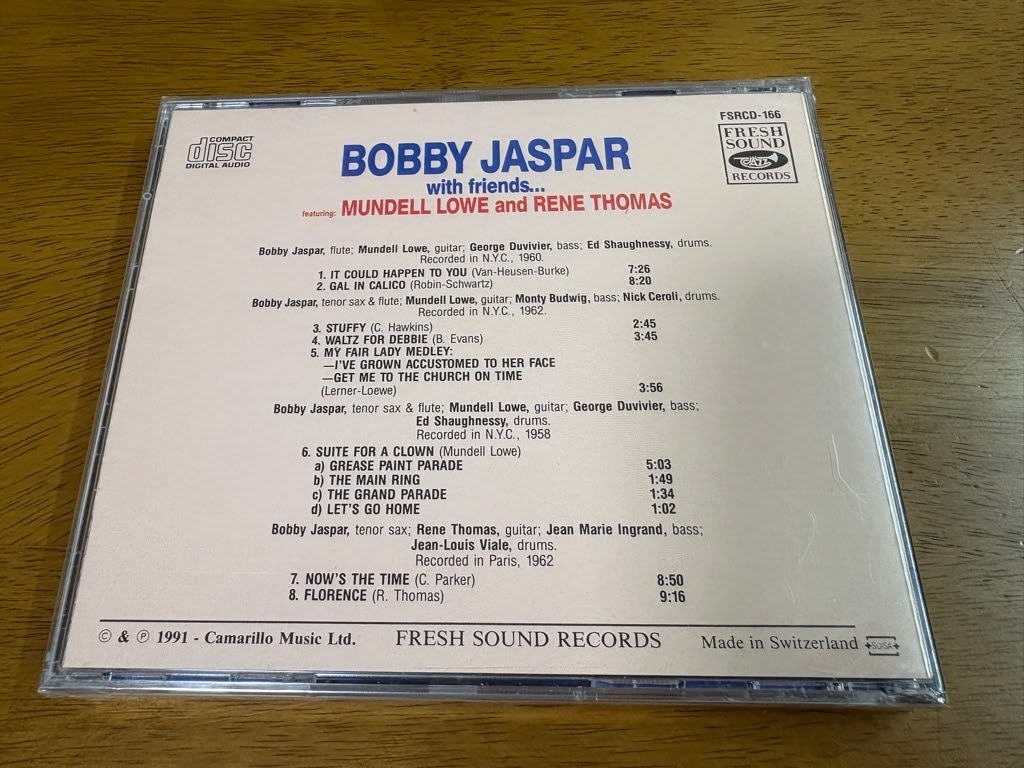 COMPACT
disc
DIGITAL AUDIO
FSRCD-166
FRESH
SOUND
JAZZ
RECORDS
BOBBY JASPAR
with friends...
featuring: MUNDELL LOWE and RENE THOMAS
Bobby Jaspar, flute; Mundell Lowe, guitar; George Duvivier, bass; Ed Shaughnessy, drums.
Recorded in N.Y.C., 1960.
1. IT COULD HAPPEN TO YOU (Van-Heusen-Burke) 7:26
2. GAL IN CALICO (Robin-Schwartz) 8:20
Bobby Jaspar, tenor sax & flute; Mundell Lowe, guitar; Monty Budwig, bass; Nick Ceroli, drums.
Recorded in N.Y.C., 1962.
3. STUFFY (C. Hawkins) 2:45
4. WALTZ FOR DEBBIE (B. Evans) 3:45
5. MY FAIR LADY MEDLEY:
—I'VE GROWN ACCUSTOMED TO HER FACE
—GET ME TO THE CHURCH ON TIME
(Lerner-Loewe) 3:56
Bobby Jaspar, tenor sax & flute; Mundell Lowe, guitar; George Duvivier, bass;
Ed Shaughnessy, drums.
Recorded in N.Y.C., 1958
6. SUITE FOR A CLOWN (Mundell Lowe)
a) GREASE PAINT PARADE 5:03
b) THE MAIN RING 1:49
c) THE GRAND PARADE 1:34
d) LET'S GO HOME 1:02
Bobby Jaspar, tenor sax; Rene Thomas, guitar; Jean Marie Ingrand, bass;
Jean-Louis Viale, drums.
Recorded in Paris, 1962
7. NOW'S THE TIME (C. Parker) 8:50
8. FLORENCE (R. Thomas) 9:16
© & ℗ 1991 - Camarillo Music Ltd. FRESH SOUND RECORDS Made in Switzerland SUISA